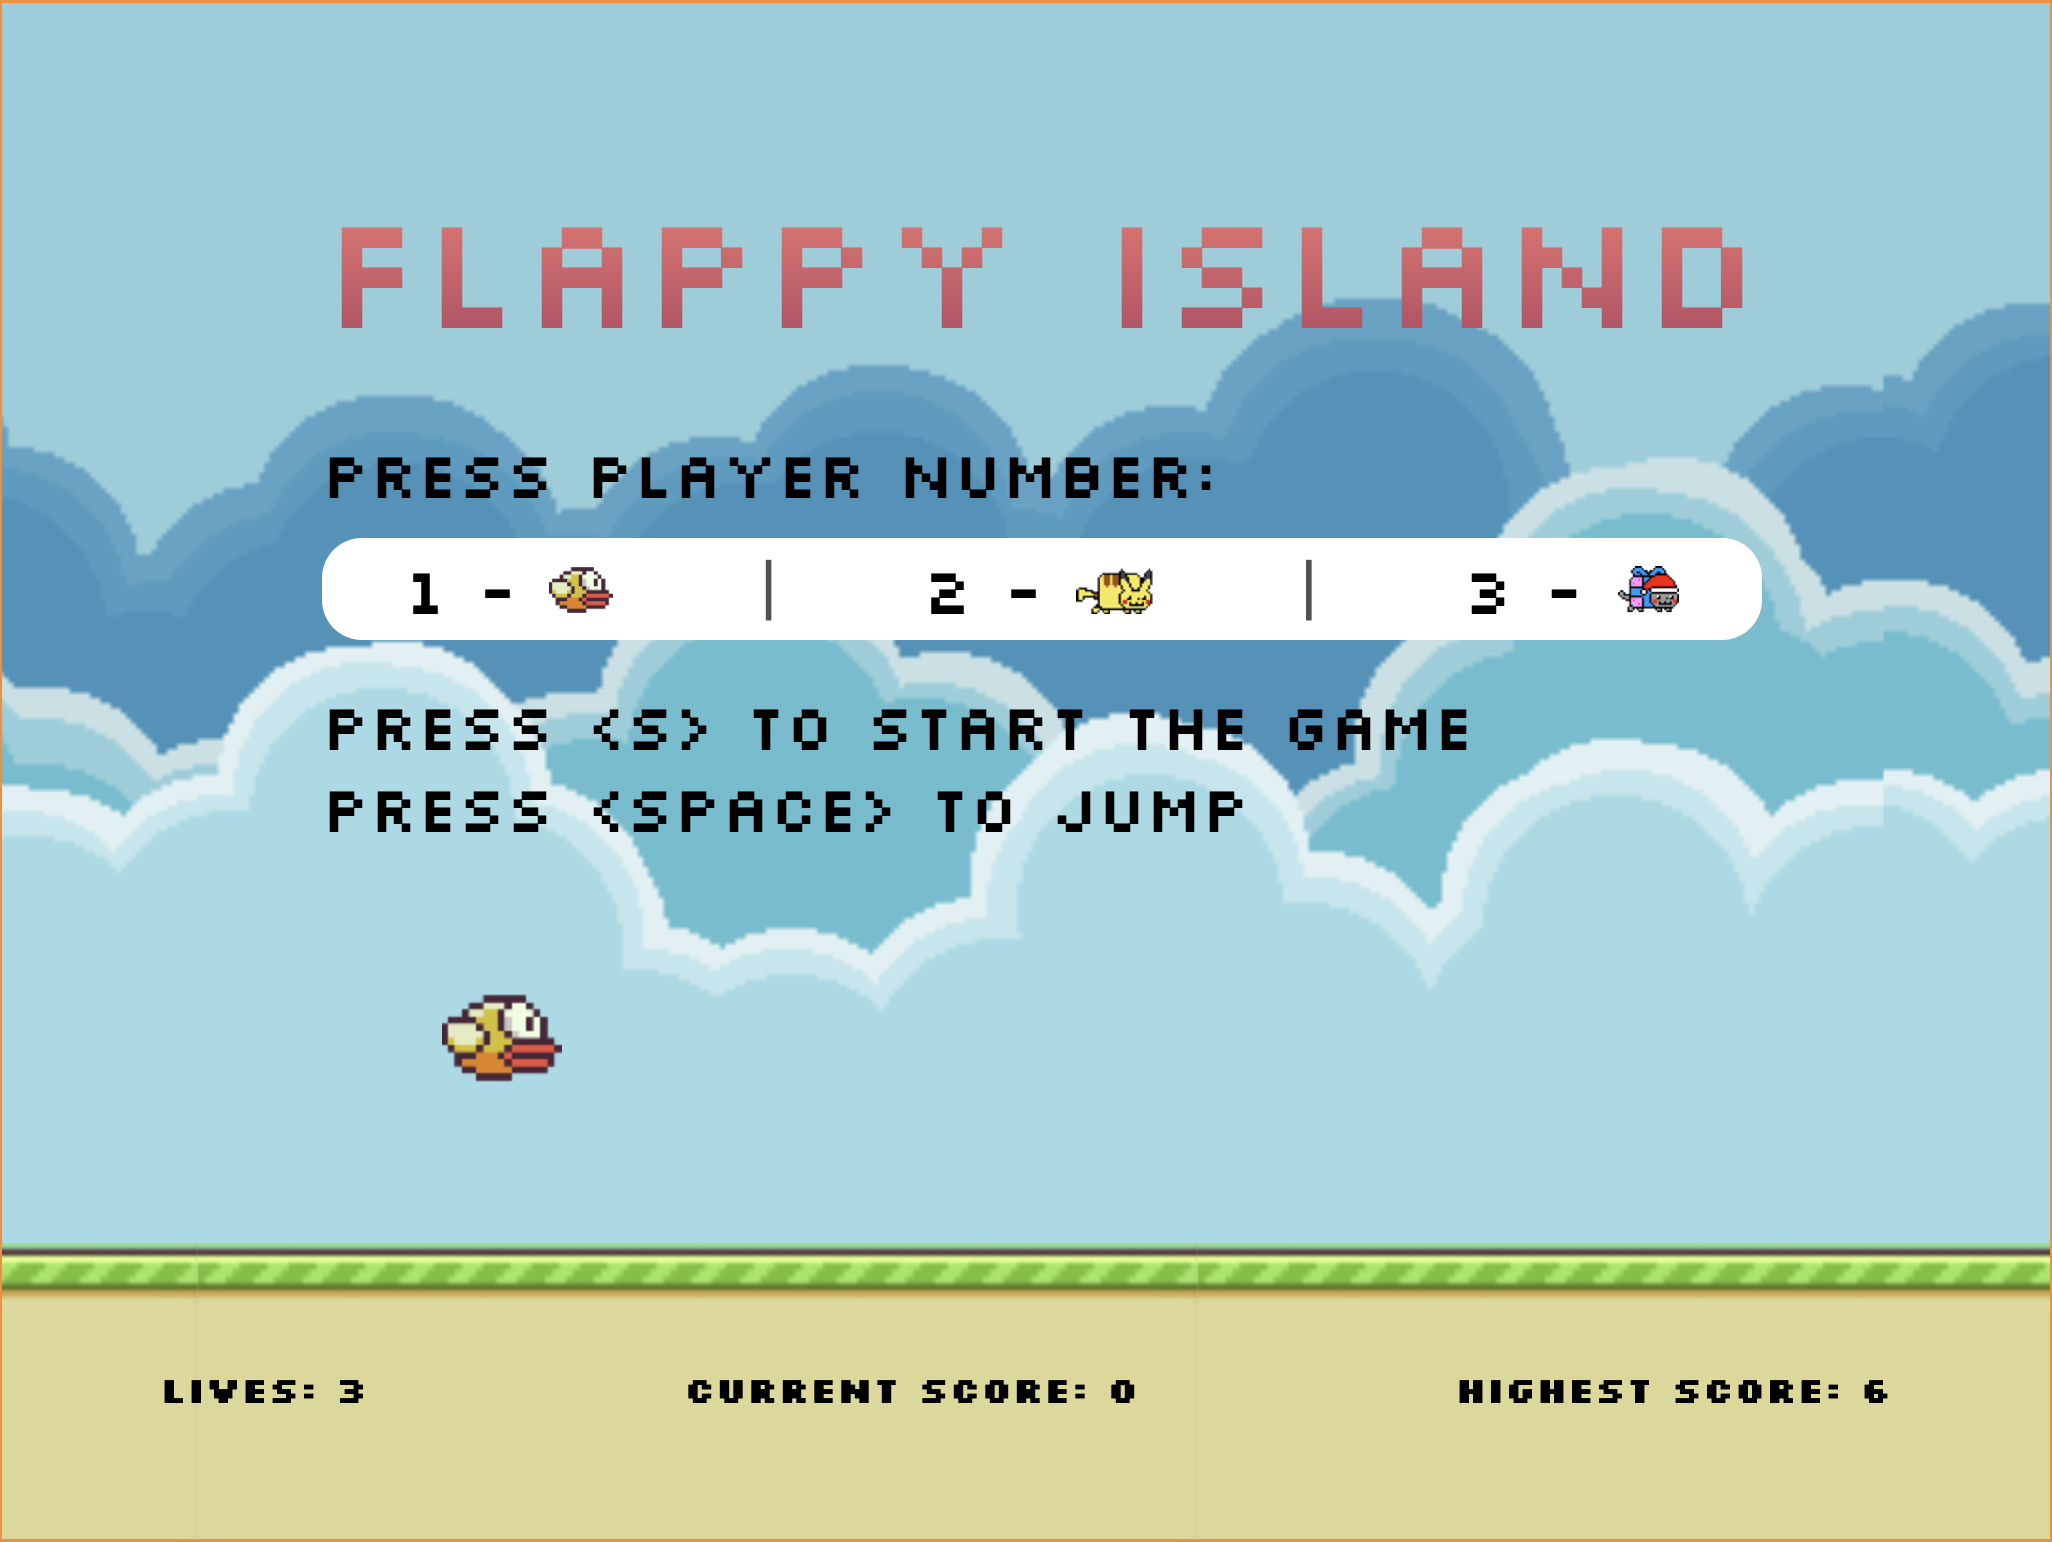 FLAPPY ISLAND
PRESS PLAYER NUMBER:
1 - | 2 - | 3 -
PRESS <S> TO START THE GAME
PRESS <SPACE> TO JUMP
LIVES: 3 CURRENT SCORE: 0 HIGHEST SCORE: 6